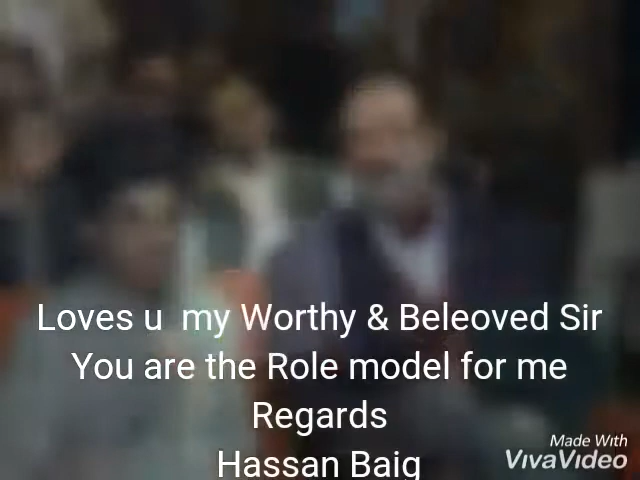 Loves u  my Worthy & Beleoved Sir
You are the Role model for me
Regards
Hassan Baig
Made With
VivaVideo